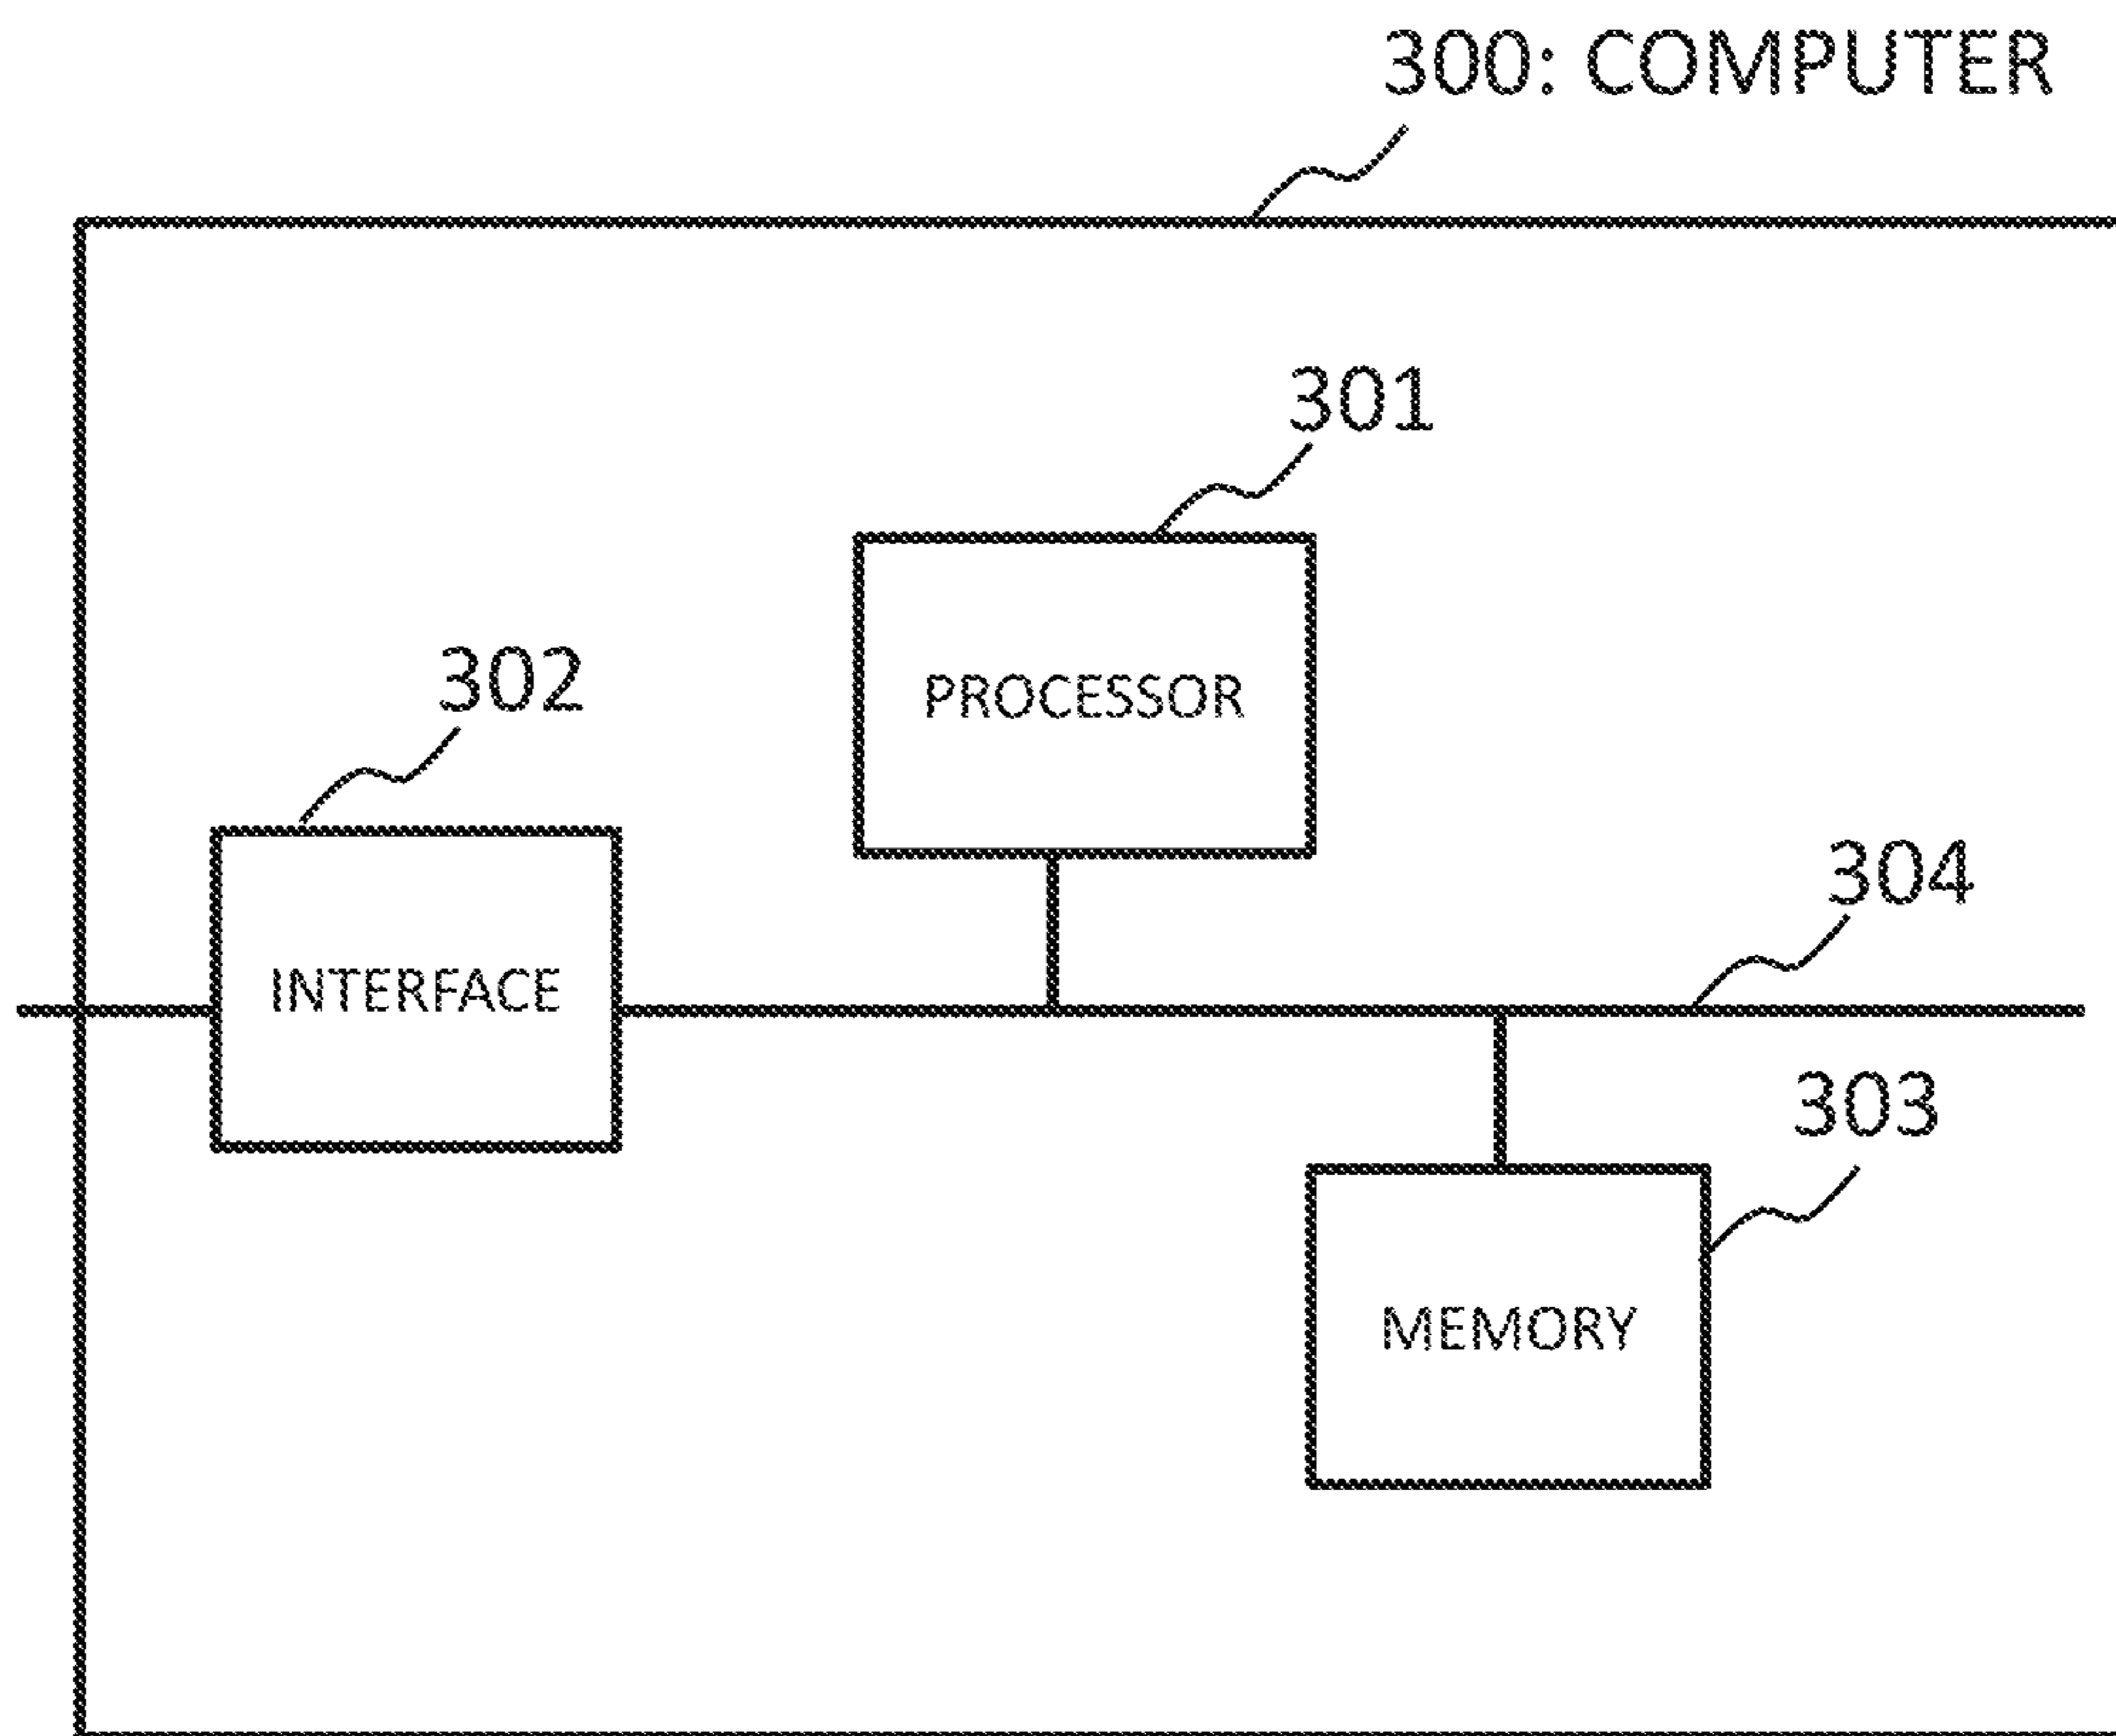 300: COMPUTER
301
PROCESSOR
302
INTERFACE
304
303
MEMORY